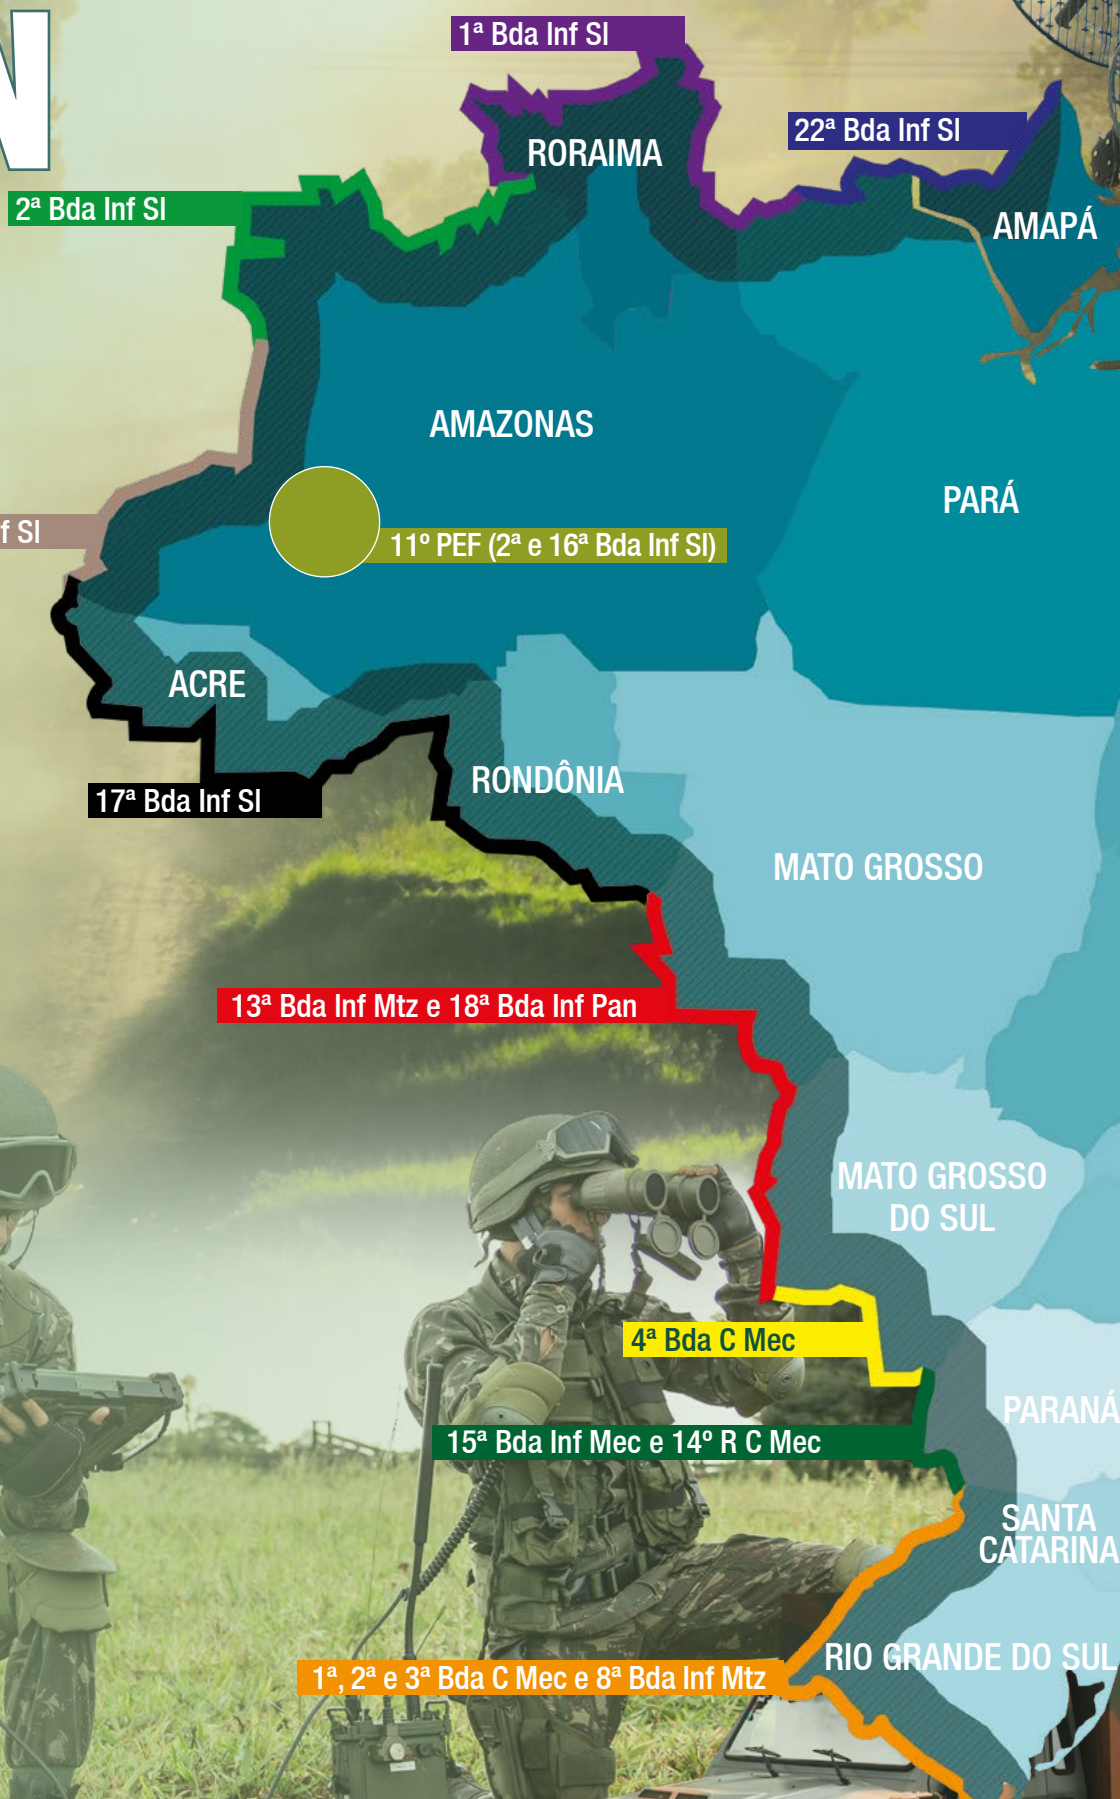 N
1ª Bda Inf Sl
22ª Bda Inf Sl
RORAIMA
2ª Bda Inf Sl
AMAPÁ
AMAZONAS
PARÁ
f Sl
11º PEF (2ª e 16ª Bda Inf Sl)
ACRE
RONDÔNIA
17ª Bda Inf Sl
MATO GROSSO
13ª Bda Inf Mtz e 18ª Bda Inf Pan
MATO GROSSO
DO SUL
4ª Bda C Mec
PARANÁ
15ª Bda Inf Mec e 14º R C Mec
SANTA
CATARINA
RIO GRANDE DO SUL
1ª, 2ª e 3ª Bda C Mec e 8ª Bda Inf Mtz